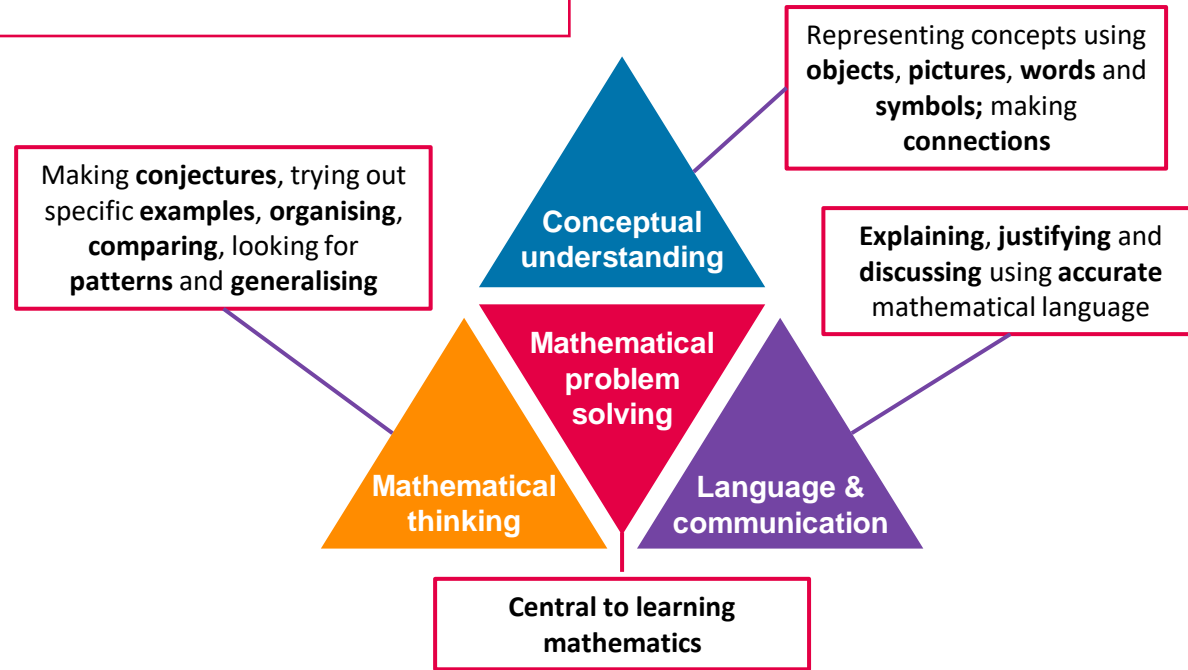 Representing concepts using
objects, pictures, words and
symbols; making
connections
Making conjectures, trying out
specific examples, organising,
comparing, looking for
patterns and generalising
Conceptual
understanding
Explaining, justifying and
discussing using accurate
mathematical language
Mathematical
problem
solving
Mathematical
thinking
Language &
communication
Central to learning
mathematics